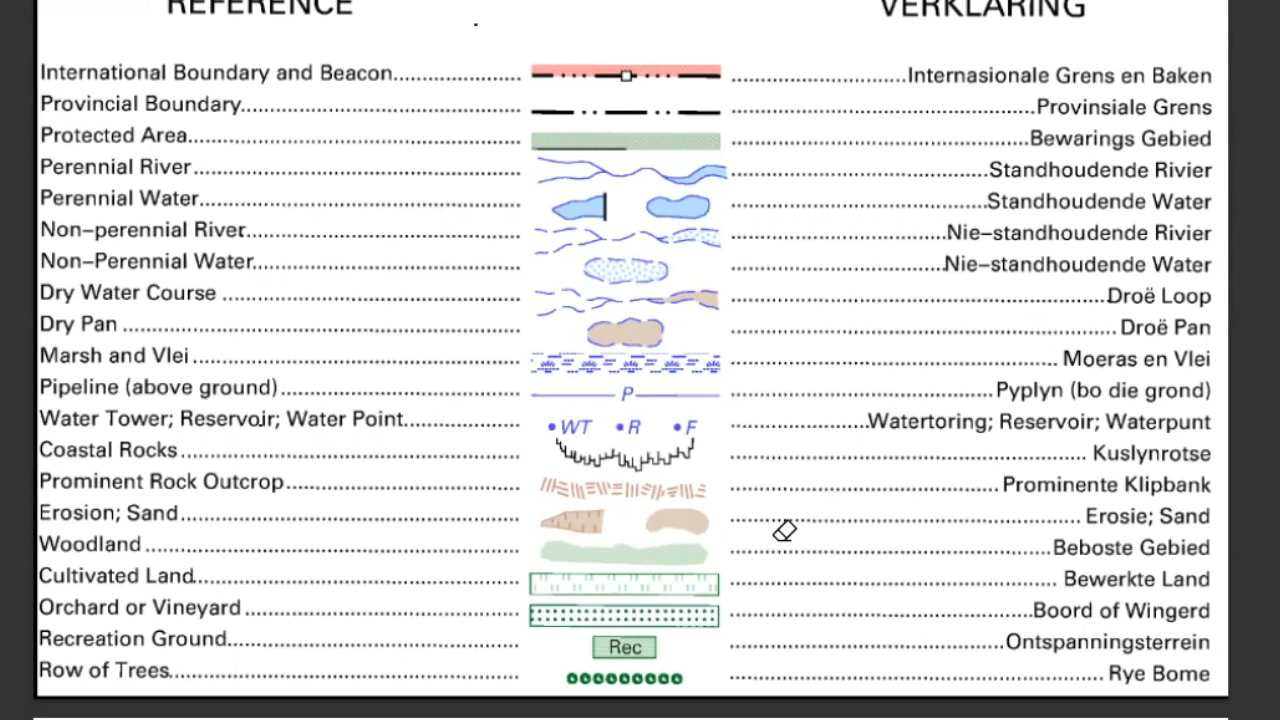 REFERENCE VERKLARING
International Boundary and Beacon Internasionale Grens en Baken
Provincial Boundary Provinsiale Grens
Protected Area Bewarings Gebied
Perennial River Standhoudende Rivier
Perennial Water Standhoudende Water
Non–perennial River Nie–standhoudende Rivier
Non–Perennial Water Nie–standhoudende Water
Dry Water Course Droë Loop
Dry Pan Droë Pan
Marsh and Vlei Moeras en Vlei
Pipeline (above ground) P Pyplyn (bo die grond)
Water Tower; Reservoir; Water Point WT R F Watertoring; Reservoir; Waterpunt
Coastal Rocks Kuslynrotse
Prominent Rock Outcrop Prominente Klipbank
Erosion; Sand Erosie; Sand
Woodland Beboste Gebied
Cultivated Land Bewerkte Land
Orchard or Vineyard Boord of Wingerd
Recreation Ground Rec Ontspanningsterrein
Row of Trees Rye Bome